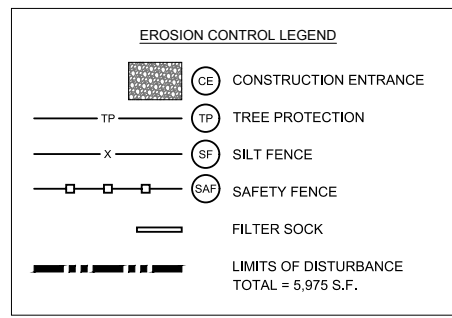 EROSION CONTROL LEGEND
CE CONSTRUCTION ENTRANCE
TP TP TREE PROTECTION
X SF SILT FENCE
SAF SAFETY FENCE
FILTER SOCK
LIMITS OF DISTURBANCE
TOTAL = 5,975 S.F.